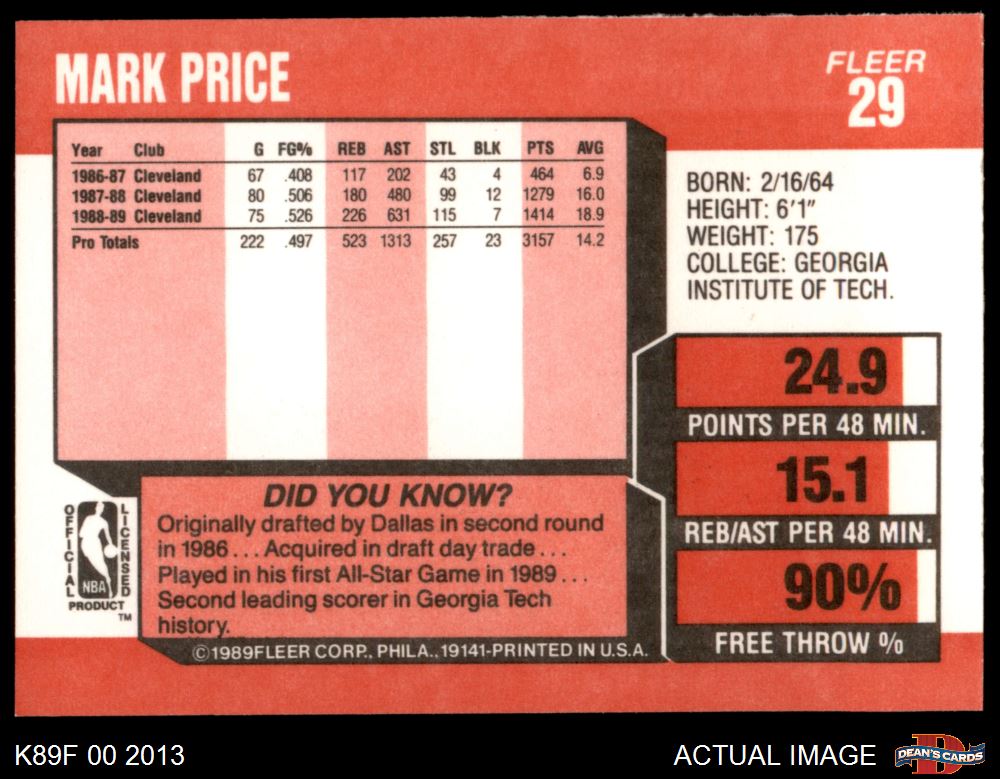 MARK PRICE
FLEER
29
Year Club G FG% REB AST STL BLK PTS AVG
1986-87 Cleveland 67 .408 117 202 43 4 464 6.9
1987-88 Cleveland 80 .506 180 480 99 12 1279 16.0
1988-89 Cleveland 75 .526 226 631 115 7 1414 18.9
Pro Totals 222 .497 523 1313 257 23 3157 14.2
BORN: 2/16/64
HEIGHT: 6'1"
WEIGHT: 175
COLLEGE: GEORGIA
INSTITUTE OF TECH.
24.9
POINTS PER 48 MIN.
15.1
REB/AST PER 48 MIN.
90%
FREE THROW %
OFFICIAL
LICENSED
NBA
PRODUCT
TM
DID YOU KNOW?
Originally drafted by Dallas in second round
in 1986 . . . Acquired in draft day trade . . .
Played in his first All-Star Game in 1989 . . .
Second leading scorer in Georgia Tech
history.
©1989FLEER CORP., PHILA., 19141-PRINTED IN U.S.A.
K89F 00 2013
ACTUAL IMAGE
D
DEAN'S CARDS